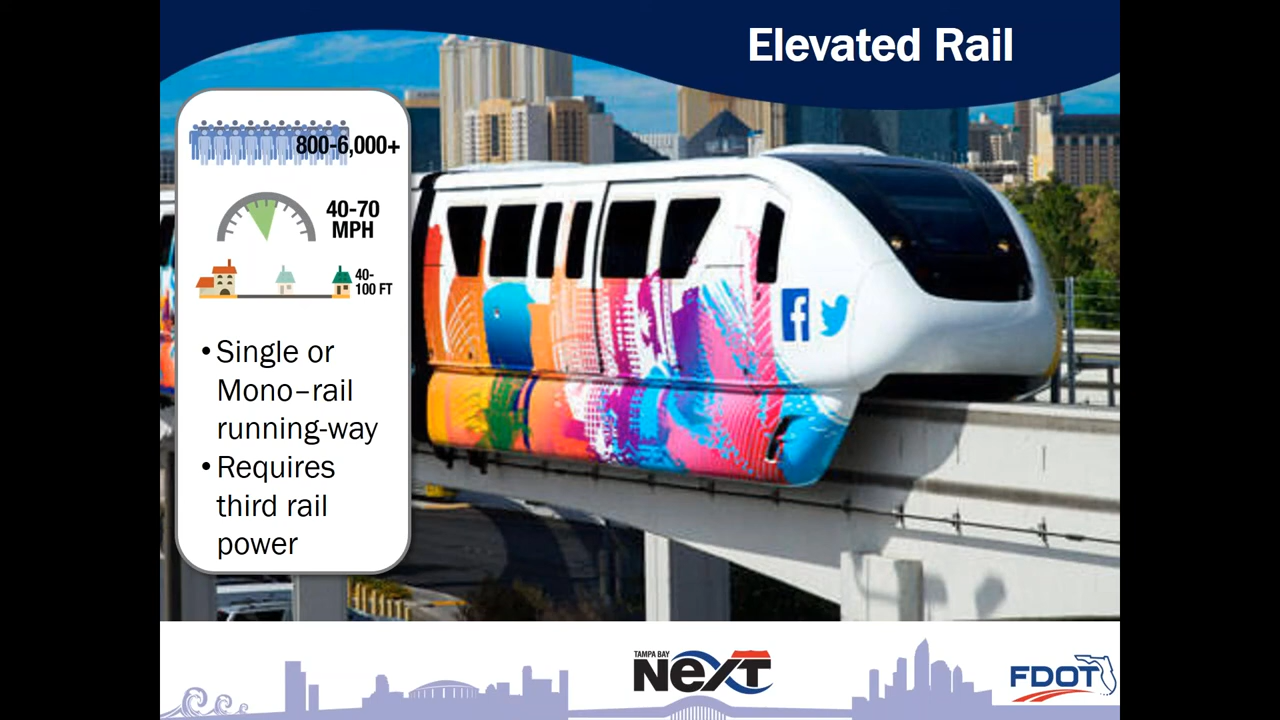 Elevated Rail
800-6,000+
40-70
MPH
40-
100 FT
• Single or
Mono–rail
running-way
• Requires
third rail
power
TAMPA BAY
NEXT
FDOT